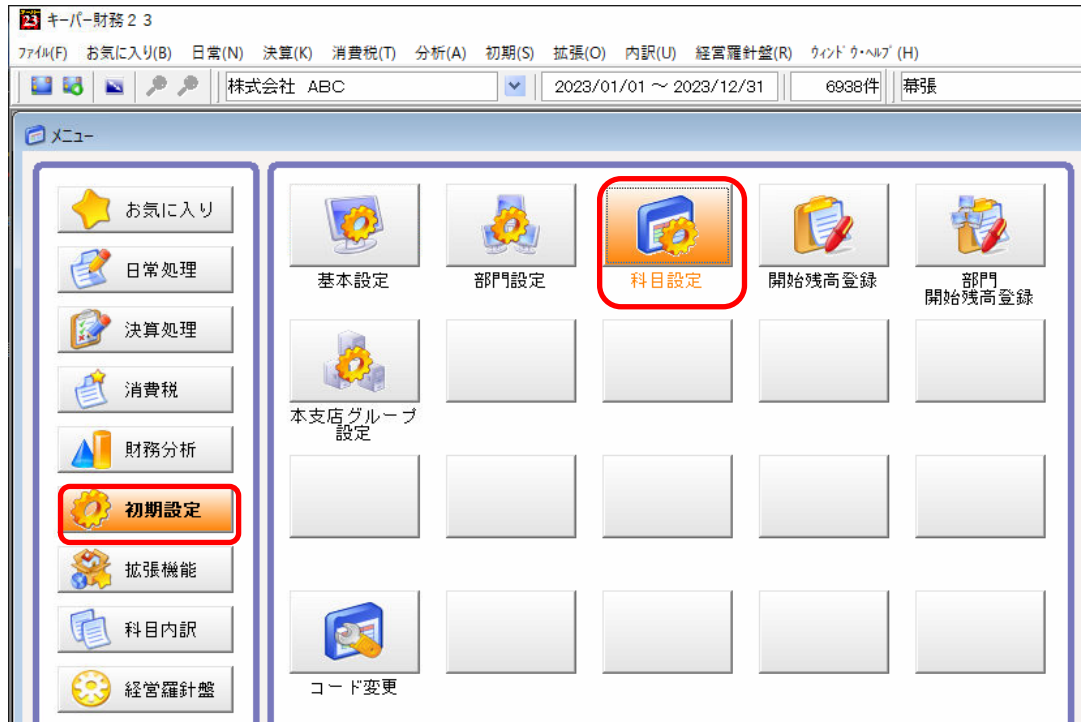 23 キーパー財務２３
ファイル(F) お気に入り(B) 日常(N) 決算(K) 消費税(T) 分析(A) 初期(S) 拡張(O) 内訳(U) 経営羅針盤(R) ウィンドウ・ヘルプ(H)
株式会社 ABC 2023/01/01 ～ 2023/12/31 6938件 幕張
メニュー
お気に入り
日常処理
決算処理
消費税
財務分析
初期設定
拡張機能
科目内訳
経営羅針盤
基本設定 部門設定 科目設定 開始残高登録 部門
開始残高登録
本支店グループ
設定
コード変更